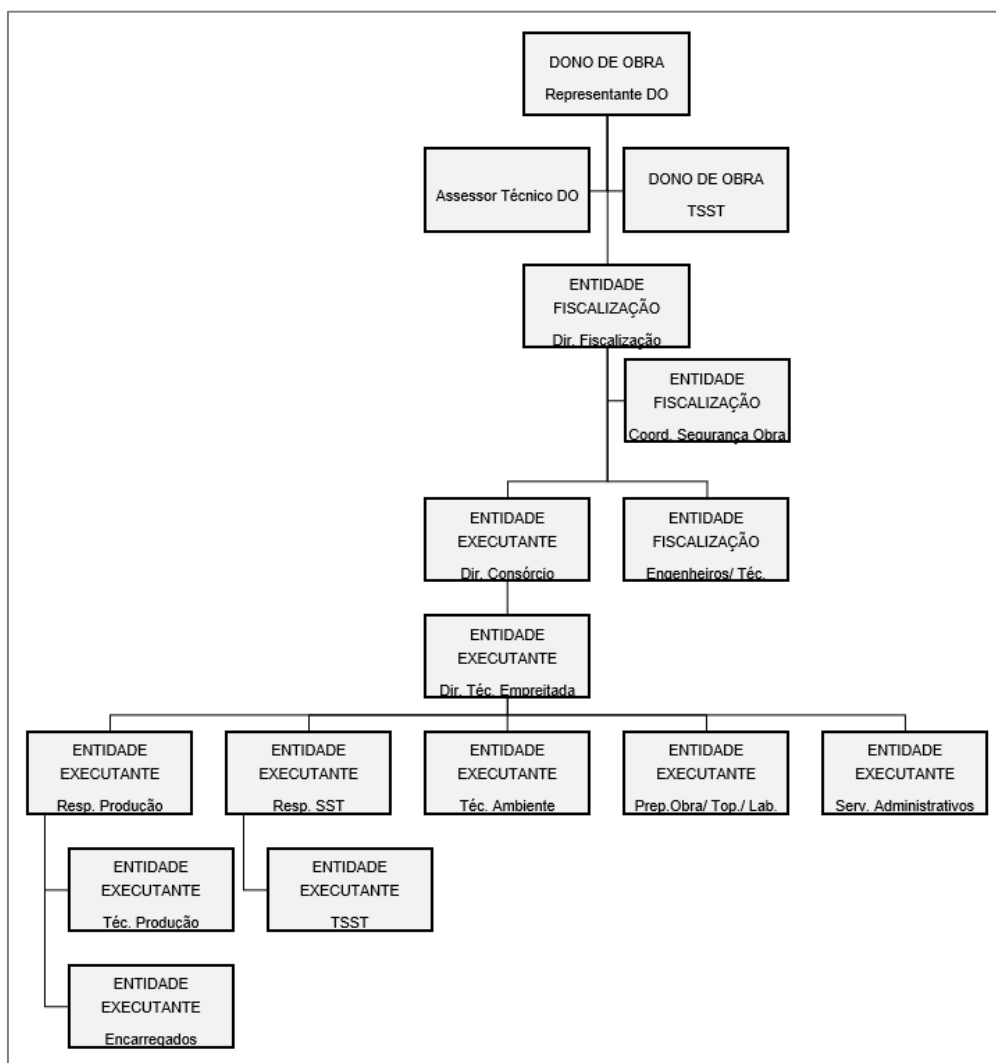 DONO DE OBRA
Representante DO
Assessor Técnico DO
DONO DE OBRA
TSST
ENTIDADE
FISCALIZAÇÃO
Dir. Fiscalização
ENTIDADE
FISCALIZAÇÃO
Coord. Segurança Obra
ENTIDADE
EXECUTANTE
Dir. Consórcio
ENTIDADE
FISCALIZAÇÃO
Engenheiros/ Téc.
ENTIDADE
EXECUTANTE
Dir. Téc. Empreitada
ENTIDADE
EXECUTANTE
Resp. Produção
ENTIDADE
EXECUTANTE
Resp. SST
ENTIDADE
EXECUTANTE
Téc. Ambiente
ENTIDADE
EXECUTANTE
Prep.Obra/ Top./ Lab.
ENTIDADE
EXECUTANTE
Serv. Administrativos
ENTIDADE
EXECUTANTE
Téc. Produção
ENTIDADE
EXECUTANTE
TSST
ENTIDADE
EXECUTANTE
Encarregados